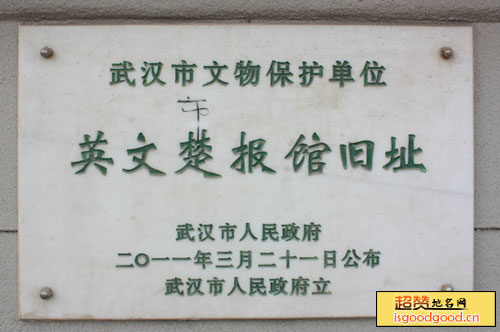 武汉市文物保护单位
英文楚报馆旧址
武汉市人民政府
二〇一一年三月二十一日公布
武汉市人民政府立
超赞地名网
isgoodgood.cn